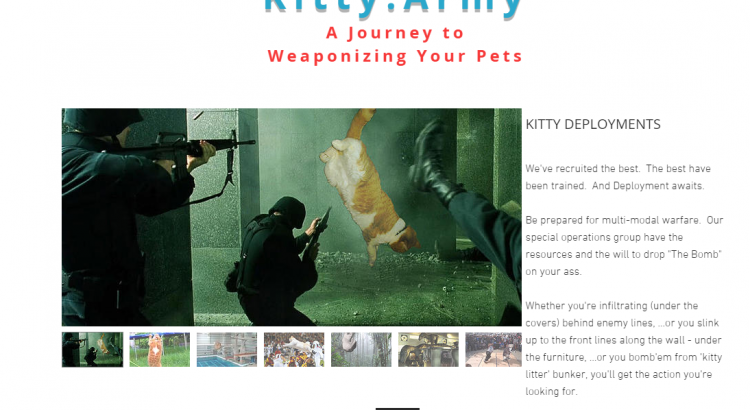 Kitty.Army
A Journey to
Weaponizing Your Pets
KITTY DEPLOYMENTS
We've recruited the best.  The best have
been trained.  And Deployment awaits.
Be prepared for multi-modal warfare.  Our
special operations group have the
resources and the will to drop "The Bomb"
on your ass.
Whether you're infiltrating (under the
covers) behind enemy lines, ...or you slink
up to the front lines along the wall - under
the furniture, ...or you bomb'em from 'kitty
litter' bunker, you'll get the action you're
looking for.